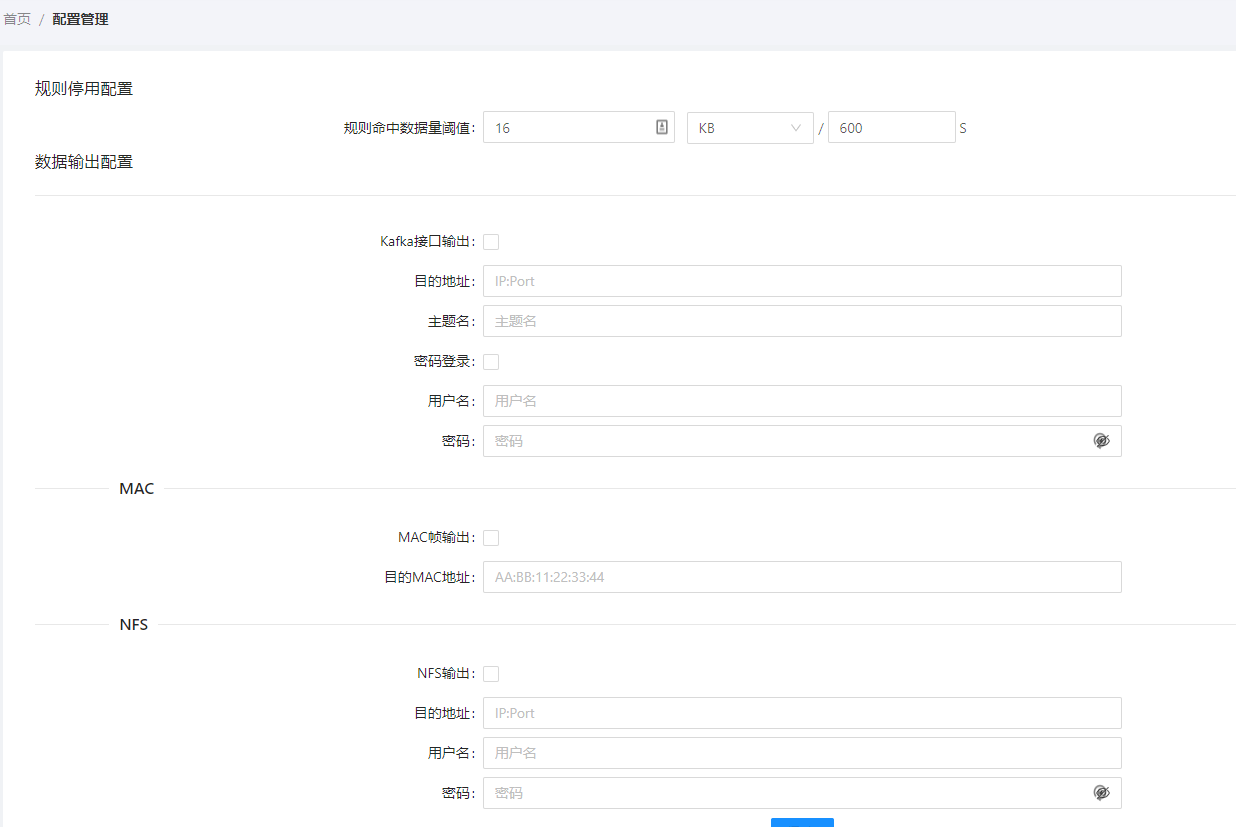 首页 / 配置管理
规则停用配置
规则命中数据量阈值: 16 KB / 600 S
数据输出配置
Kafka接口输出:
目的地址: IP:Port
主题名: 主题名
密码登录:
用户名: 用户名
密码: 密码
MAC
MAC帧输出:
目的MAC地址: AA:BB:11:22:33:44
NFS
NFS输出:
目的地址: IP:Port
用户名: 用户名
密码: 密码